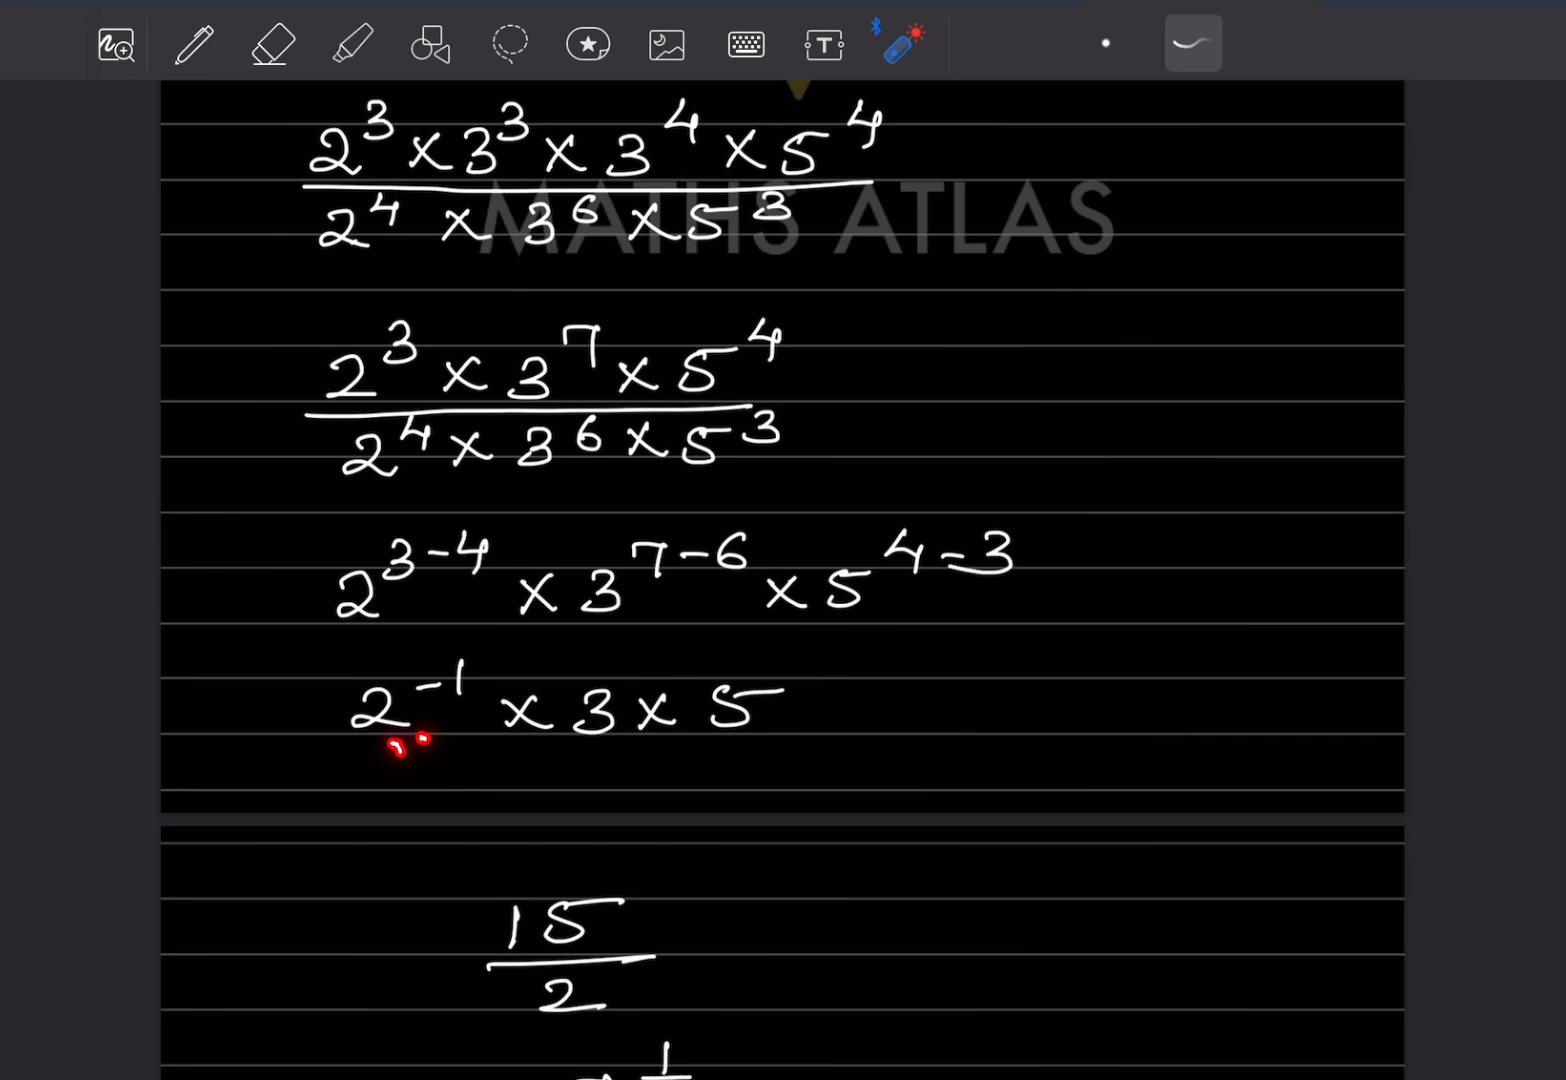 2³ × 3³ × 3⁴ × 5⁴
2⁴ × 3⁶ × 5³
MATHS ATLAS
2³ × 3⁷ × 5⁴
2⁴ × 3⁶ × 5³
2³⁻⁴ × 3⁷⁻⁶ × 5⁴⁻³
2⁻¹ × 3 × 5
15
2
1